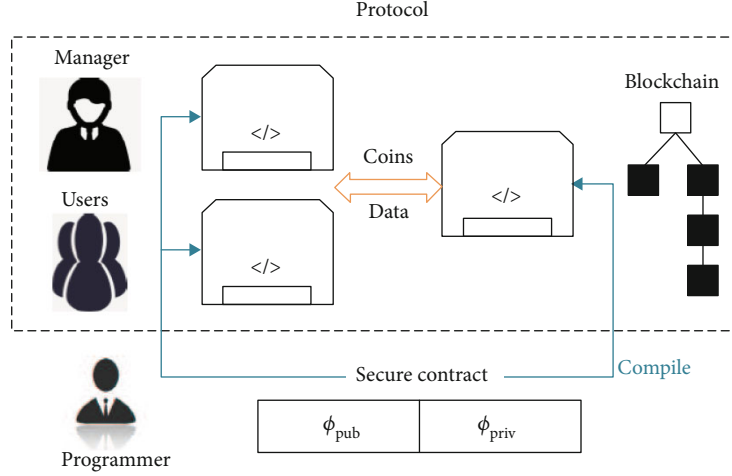 Protocol
Manager
Blockchain
</>
</>
</>
Coins
Data
Users
Secure contract
Compile
ϕpub
ϕpriv
Programmer